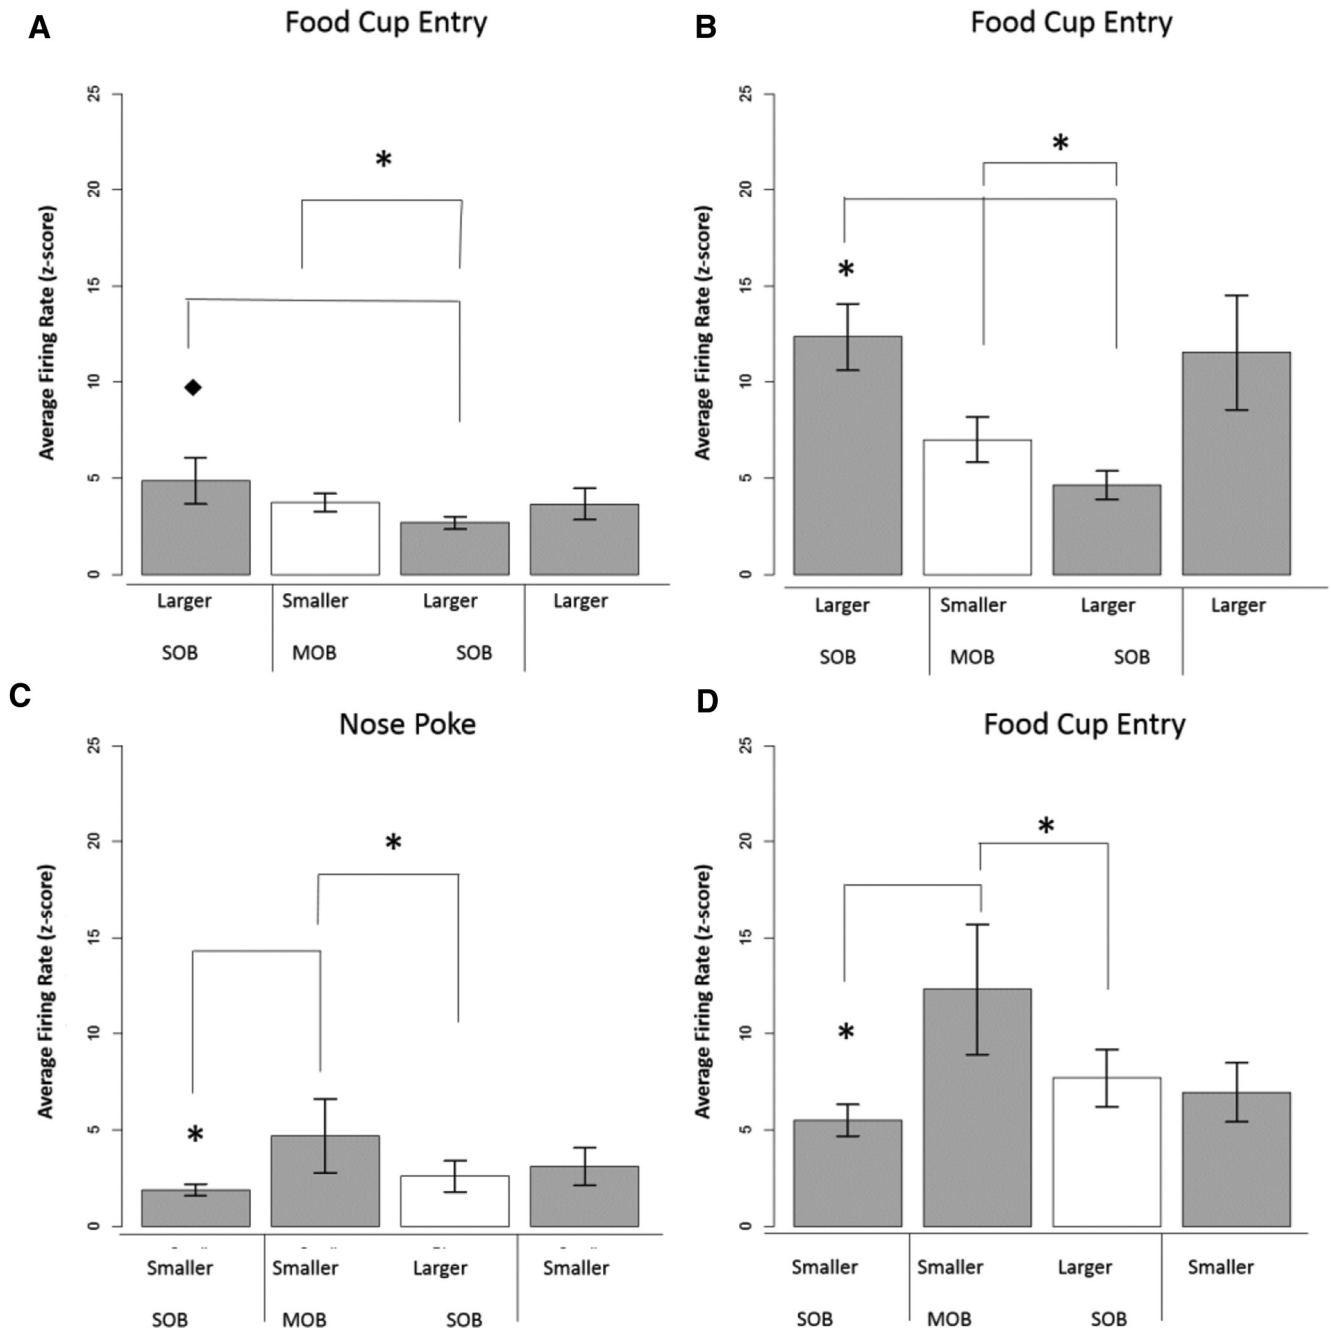 A
Food Cup Entry
25
20
15
10
5
0
Average Firing Rate (z-score)
*
◆
Larger Smaller Larger Larger
SOB MOB SOB
B
Food Cup Entry
25
20
15
10
5
0
Average Firing Rate (z-score)
*
*
Larger Smaller Larger Larger
SOB MOB SOB
C
Nose Poke
25
20
15
10
5
0
Average Firing Rate (z-score)
*
*
Smaller Smaller Larger Smaller
SOB MOB SOB
D
Food Cup Entry
25
20
15
10
5
0
Average Firing Rate (z-score)
*
*
Smaller Smaller Larger Smaller
SOB MOB SOB